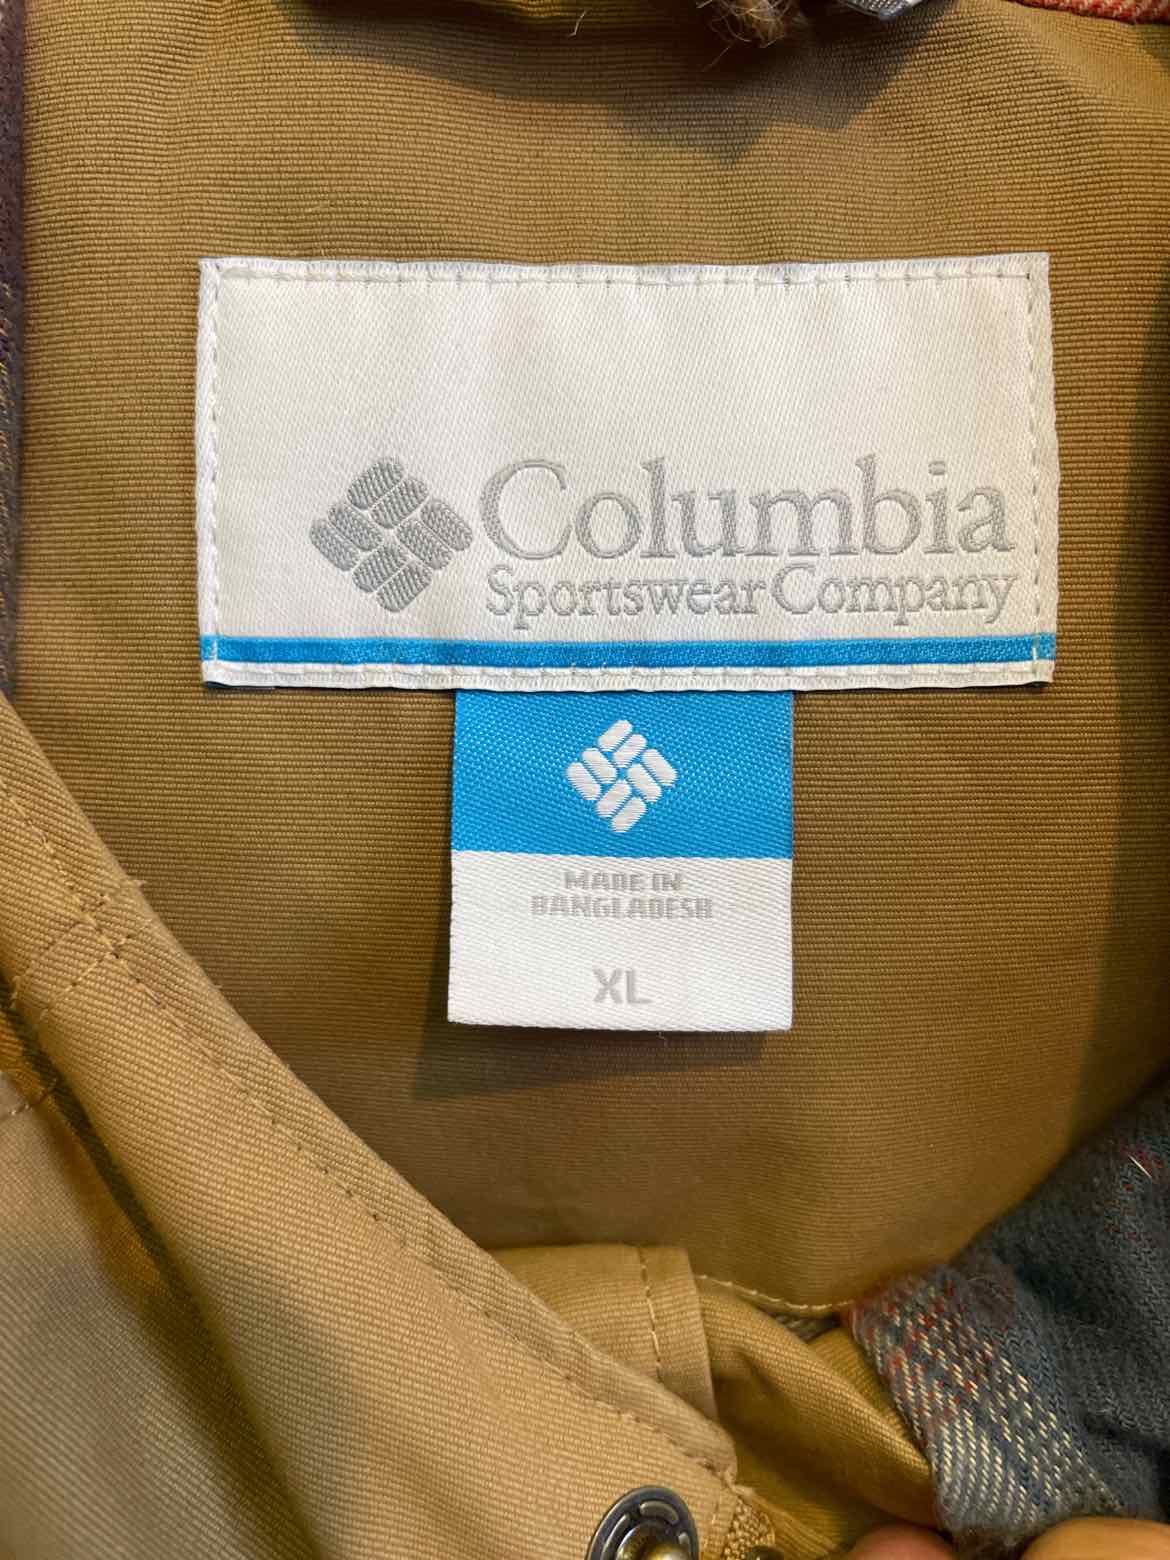 Columbia
Sportswear Company
MADE IN
BANGLADESH
XL